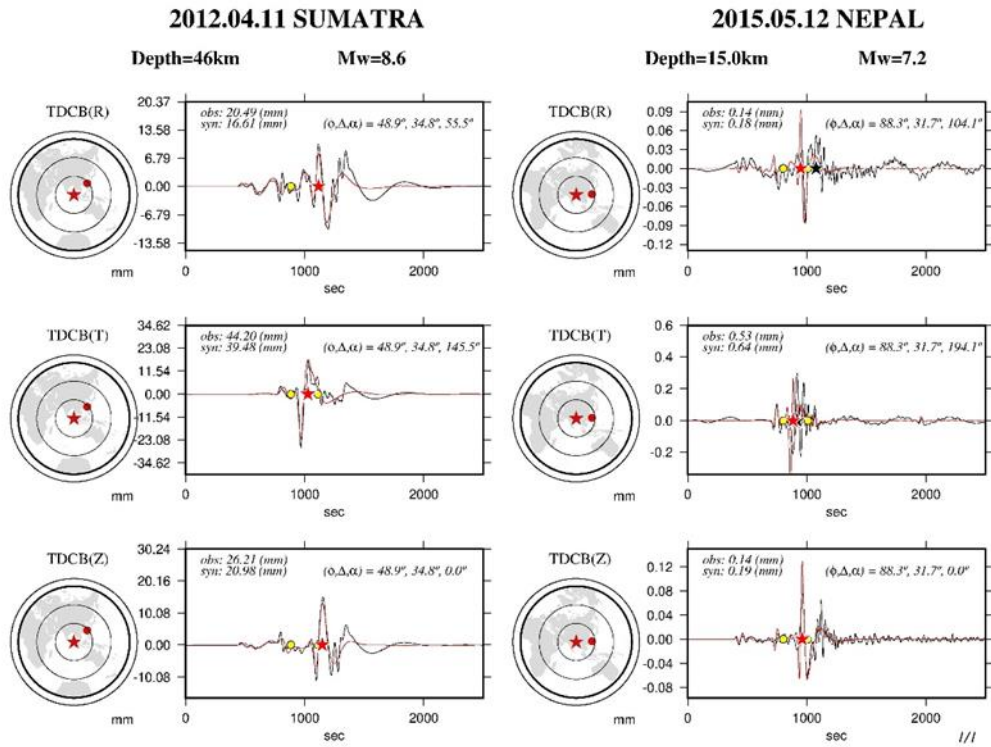 2012.04.11 SUMATRA
Depth=46km Mw=8.6
TDCB(R)
20.37
13.58
6.79
0.00
-6.79
-13.58
obs: 20.49 (mm)
syn: 16.61 (mm)
(ϕ,Δ,α) = 48.9°, 34.8°, 55.5°
mm
0 1000 2000
sec
TDCB(T)
34.62
23.08
11.54
0.00
-11.54
-23.08
-34.62
obs: 44.20 (mm)
syn: 39.48 (mm)
(ϕ,Δ,α) = 48.9°, 34.8°, 145.5°
mm
0 1000 2000
sec
TDCB(Z)
30.24
20.16
10.08
0.00
-10.08
obs: 26.21 (mm)
syn: 20.98 (mm)
(ϕ,Δ,α) = 48.9°, 34.8°, 0.0°
mm
0 1000 2000
sec
2015.05.12 NEPAL
Depth=15.0km Mw=7.2
TDCB(R)
0.09
0.06
0.03
0.00
-0.03
-0.06
-0.09
-0.12
obs: 0.14 (mm)
syn: 0.18 (mm)
(ϕ,Δ,α) = 88.3°, 31.7°, 104.1°
mm
0 1000 2000
sec
TDCB(T)
0.6
0.4
0.2
0.0
-0.2
obs: 0.53 (mm)
syn: 0.64 (mm)
(ϕ,Δ,α) = 88.3°, 31.7°, 194.1°
mm
0 1000 2000
sec
TDCB(Z)
0.12
0.08
0.04
0.00
-0.04
-0.08
obs: 0.14 (mm)
syn: 0.19 (mm)
(ϕ,Δ,α) = 88.3°, 31.7°, 0.0°
mm
0 1000 2000
sec
1/1